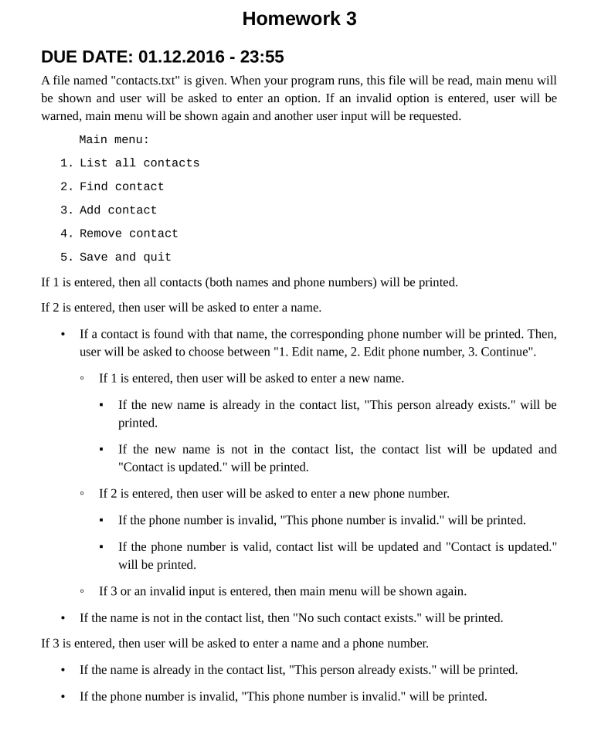 Homework 3
DUE DATE: 01.12.2016 - 23:55
A file named "contacts.txt" is given. When your program runs, this file will be read, main menu will
be shown and user will be asked to enter an option. If an invalid option is entered, user will be
warned, main menu will be shown again and another user input will be requested.
Main menu:
1. List all contacts
2. Find contact
3. Add contact
4. Remove contact
5. Save and quit
If 1 is entered, then all contacts (both names and phone numbers) will be printed.
If 2 is entered, then user will be asked to enter a name.
• If a contact is found with that name, the corresponding phone number will be printed. Then,
user will be asked to choose between "1. Edit name, 2. Edit phone number, 3. Continue".
◦ If 1 is entered, then user will be asked to enter a new name.
▪ If the new name is already in the contact list, "This person already exists." will be
printed.
▪ If the new name is not in the contact list, the contact list will be updated and
"Contact is updated." will be printed.
◦ If 2 is entered, then user will be asked to enter a new phone number.
▪ If the phone number is invalid, "This phone number is invalid." will be printed.
▪ If the phone number is valid, contact list will be updated and "Contact is updated."
will be printed.
◦ If 3 or an invalid input is entered, then main menu will be shown again.
• If the name is not in the contact list, then "No such contact exists." will be printed.
If 3 is entered, then user will be asked to enter a name and a phone number.
• If the name is already in the contact list, "This person already exists." will be printed.
• If the phone number is invalid, "This phone number is invalid." will be printed.